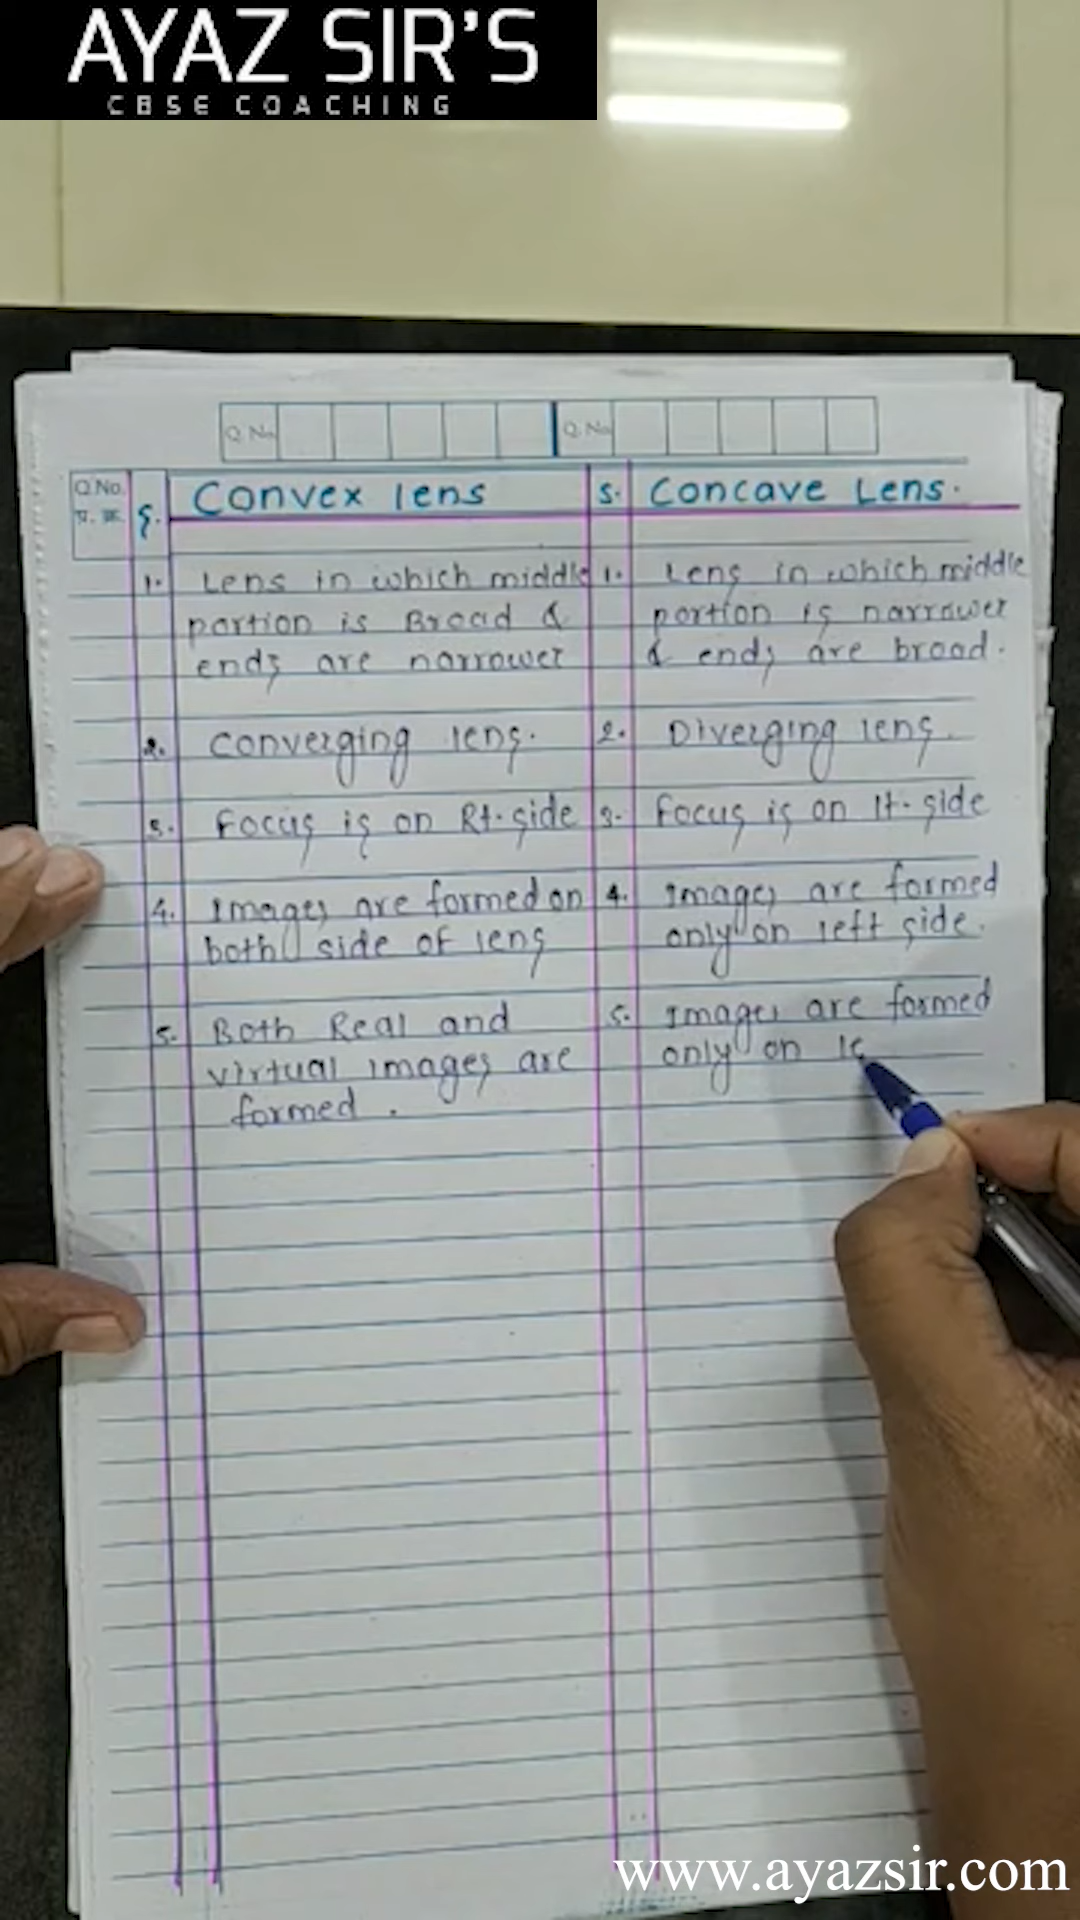 AYAZ SIR'S
CBSE COACHING
Q.No. Q.No.
Q.No.
प्र. क्र.
S. Convex lens
1. Lens in which middle
portion is Broad &
ends are narrower
2. Converging lens.
3. Focus is on Rt. side
4. Images are formed on
both side of lens
5. Both Real and
virtual images are
formed.
S. Concave Lens.
1. Lens in which middle
portion is narrower
& ends are broad.
2. Diverging lens.
3. Focus is on lt. side
4. Images are formed
only on left side.
5. Images are formed
only on le
www.ayazsir.com